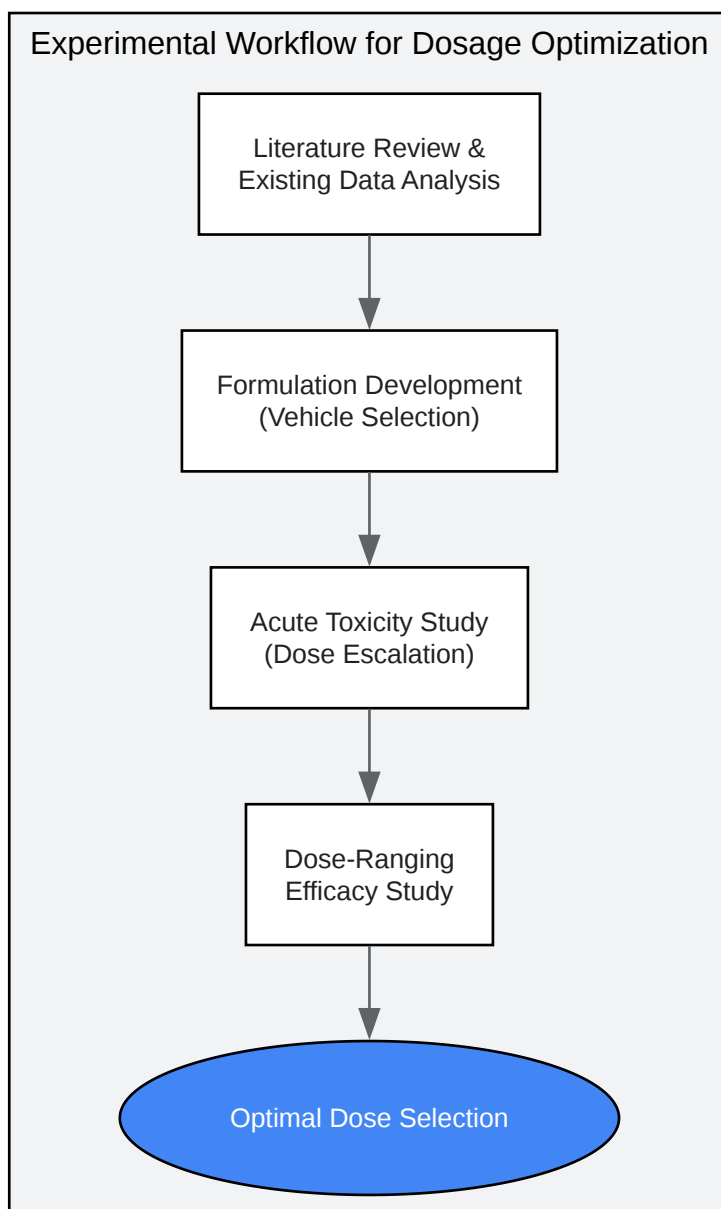 Experimental Workflow for Dosage Optimization
Literature Review &
Existing Data Analysis
Formulation Development
(Vehicle Selection)
Acute Toxicity Study
(Dose Escalation)
Dose-Ranging
Efficacy Study
Optimal Dose Selection